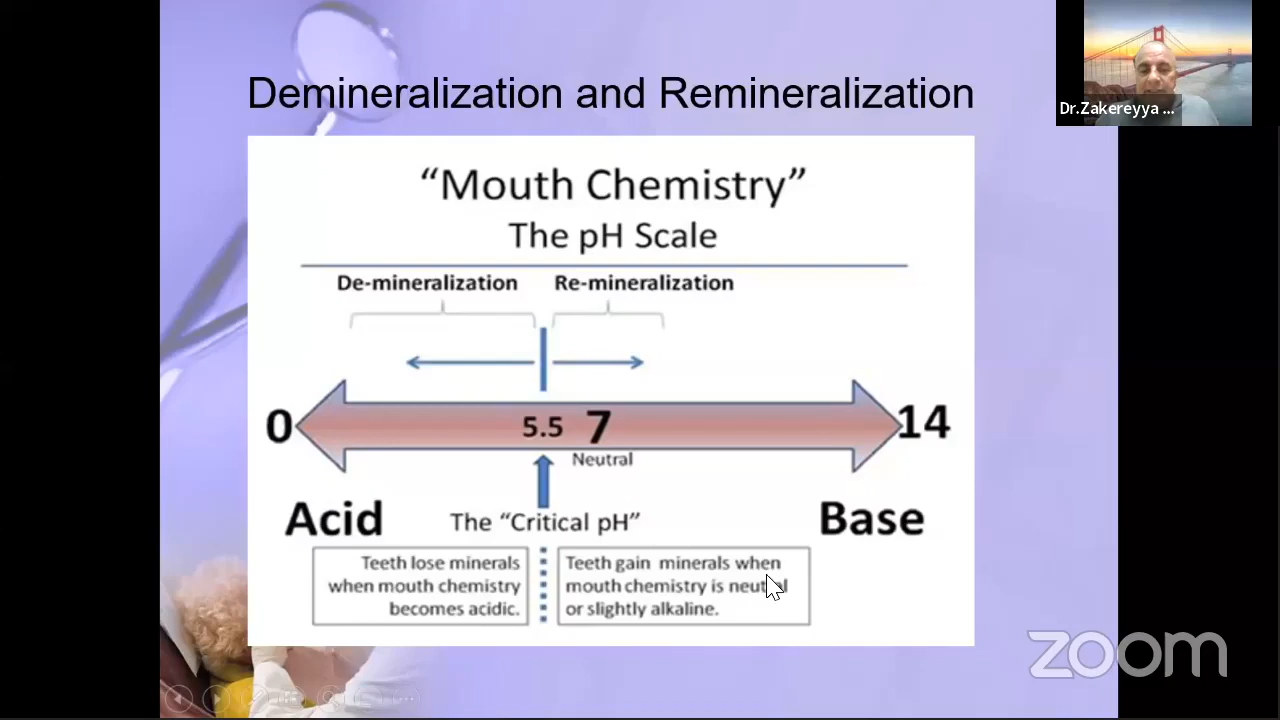 Demineralization and Remineralization
Dr.Zakereyya ...
“Mouth Chemistry”
The pH Scale
De-mineralization
Re-mineralization
0
5.5
7
14
Neutral
Acid
The “Critical pH”
Base
Teeth lose minerals
when mouth chemistry
becomes acidic.
Teeth gain minerals when
mouth chemistry is neutral
or slightly alkaline.
zoom